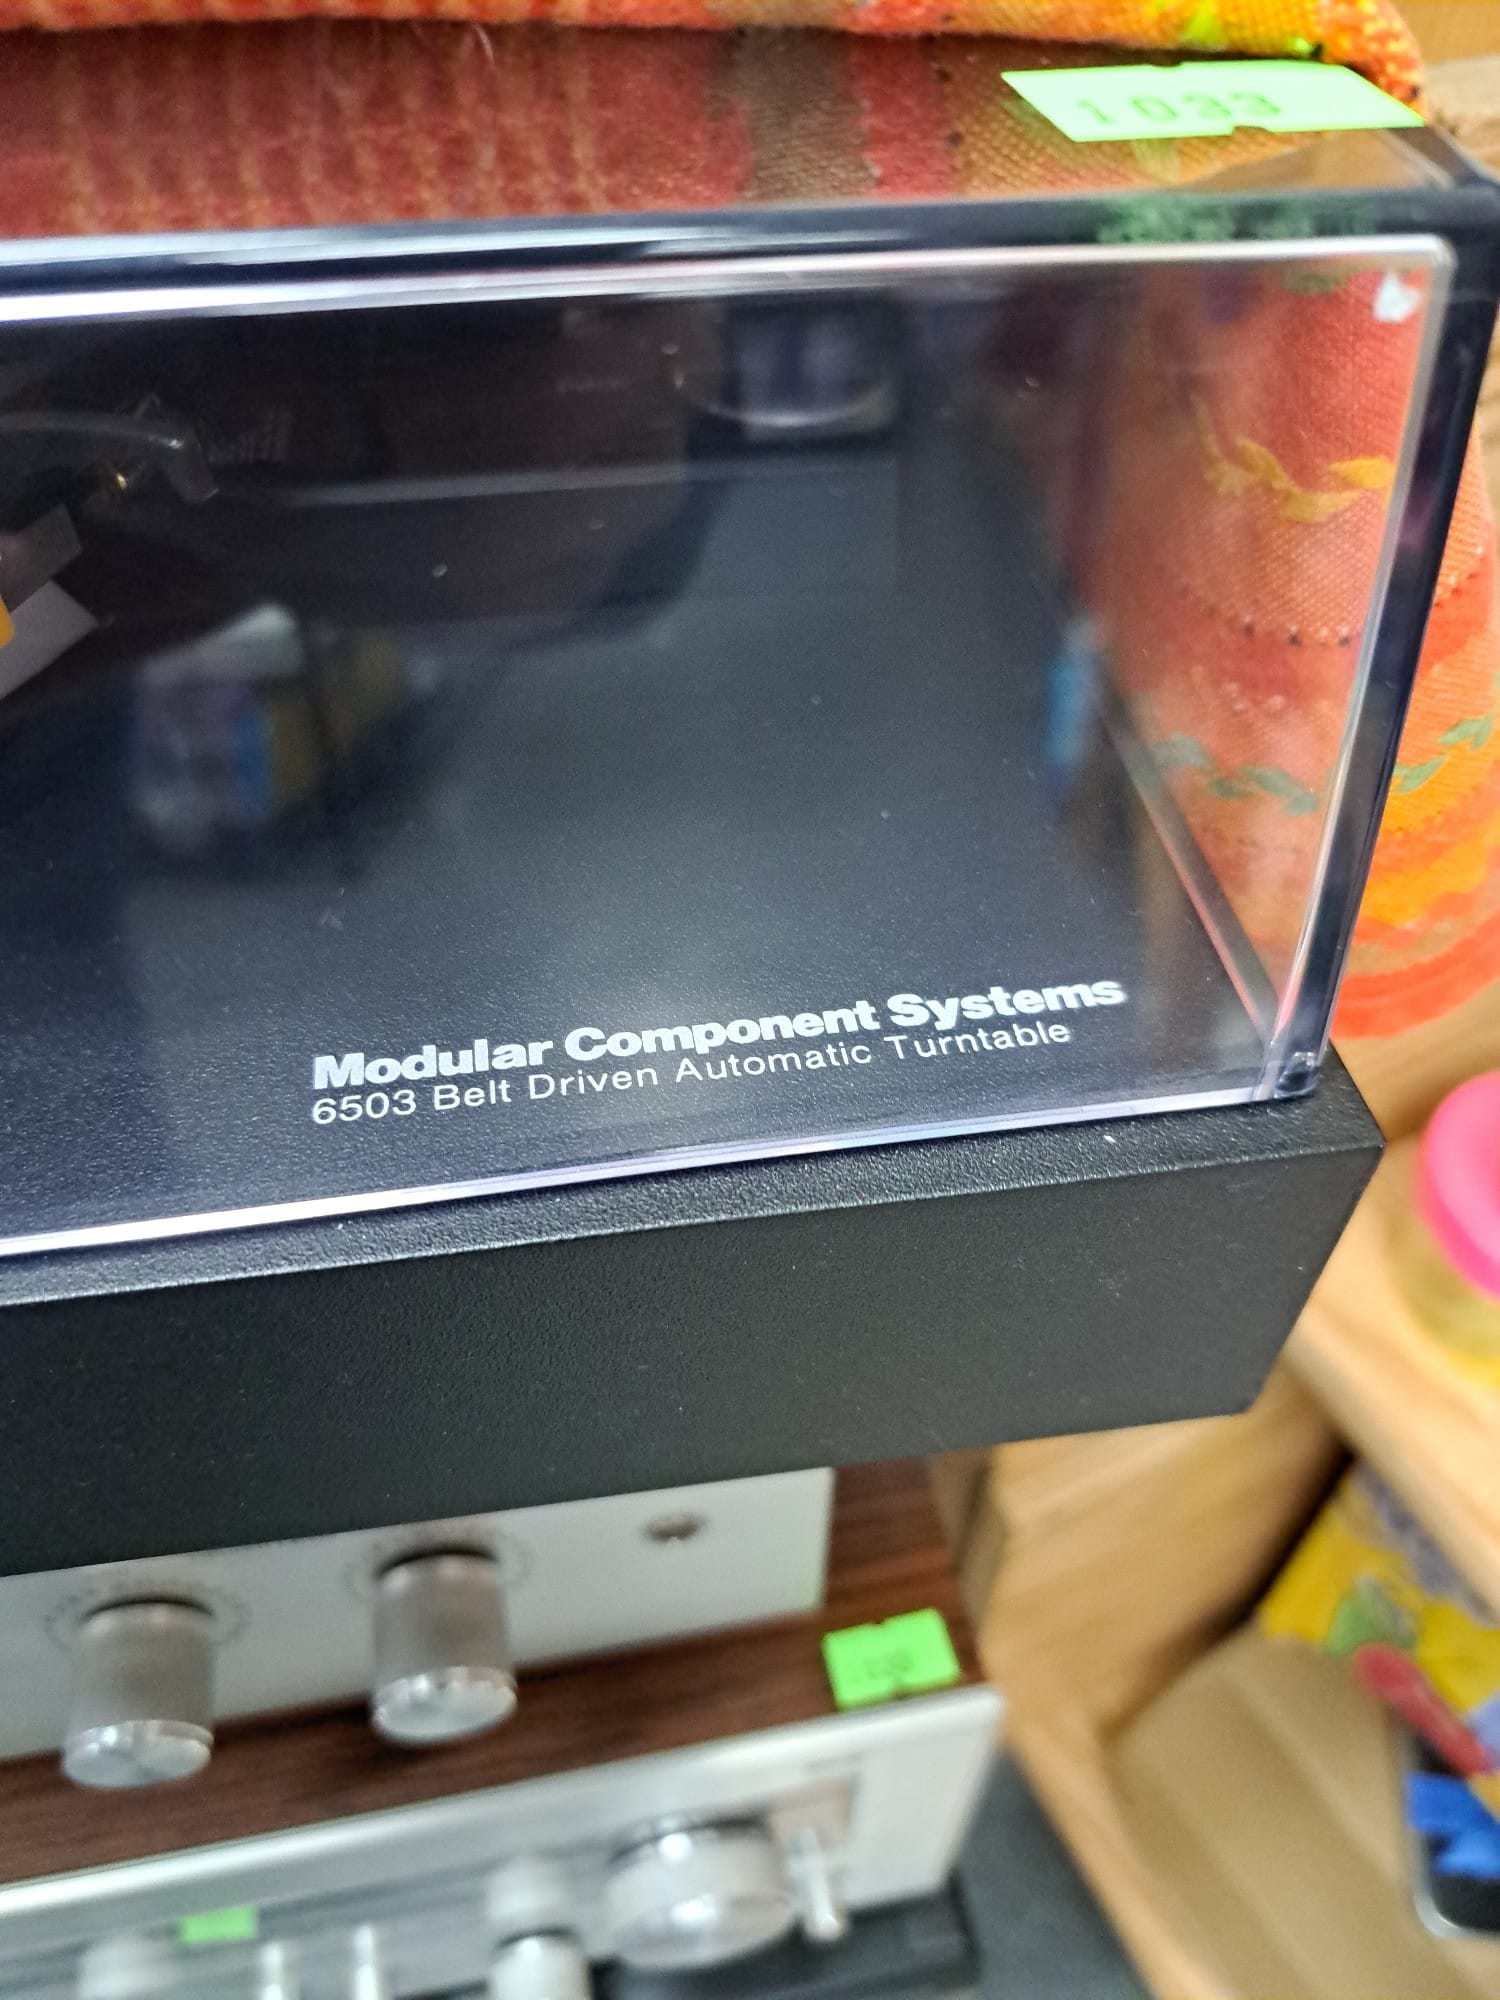 1033
Modular Component Systems
6503 Belt Driven Automatic Turntable